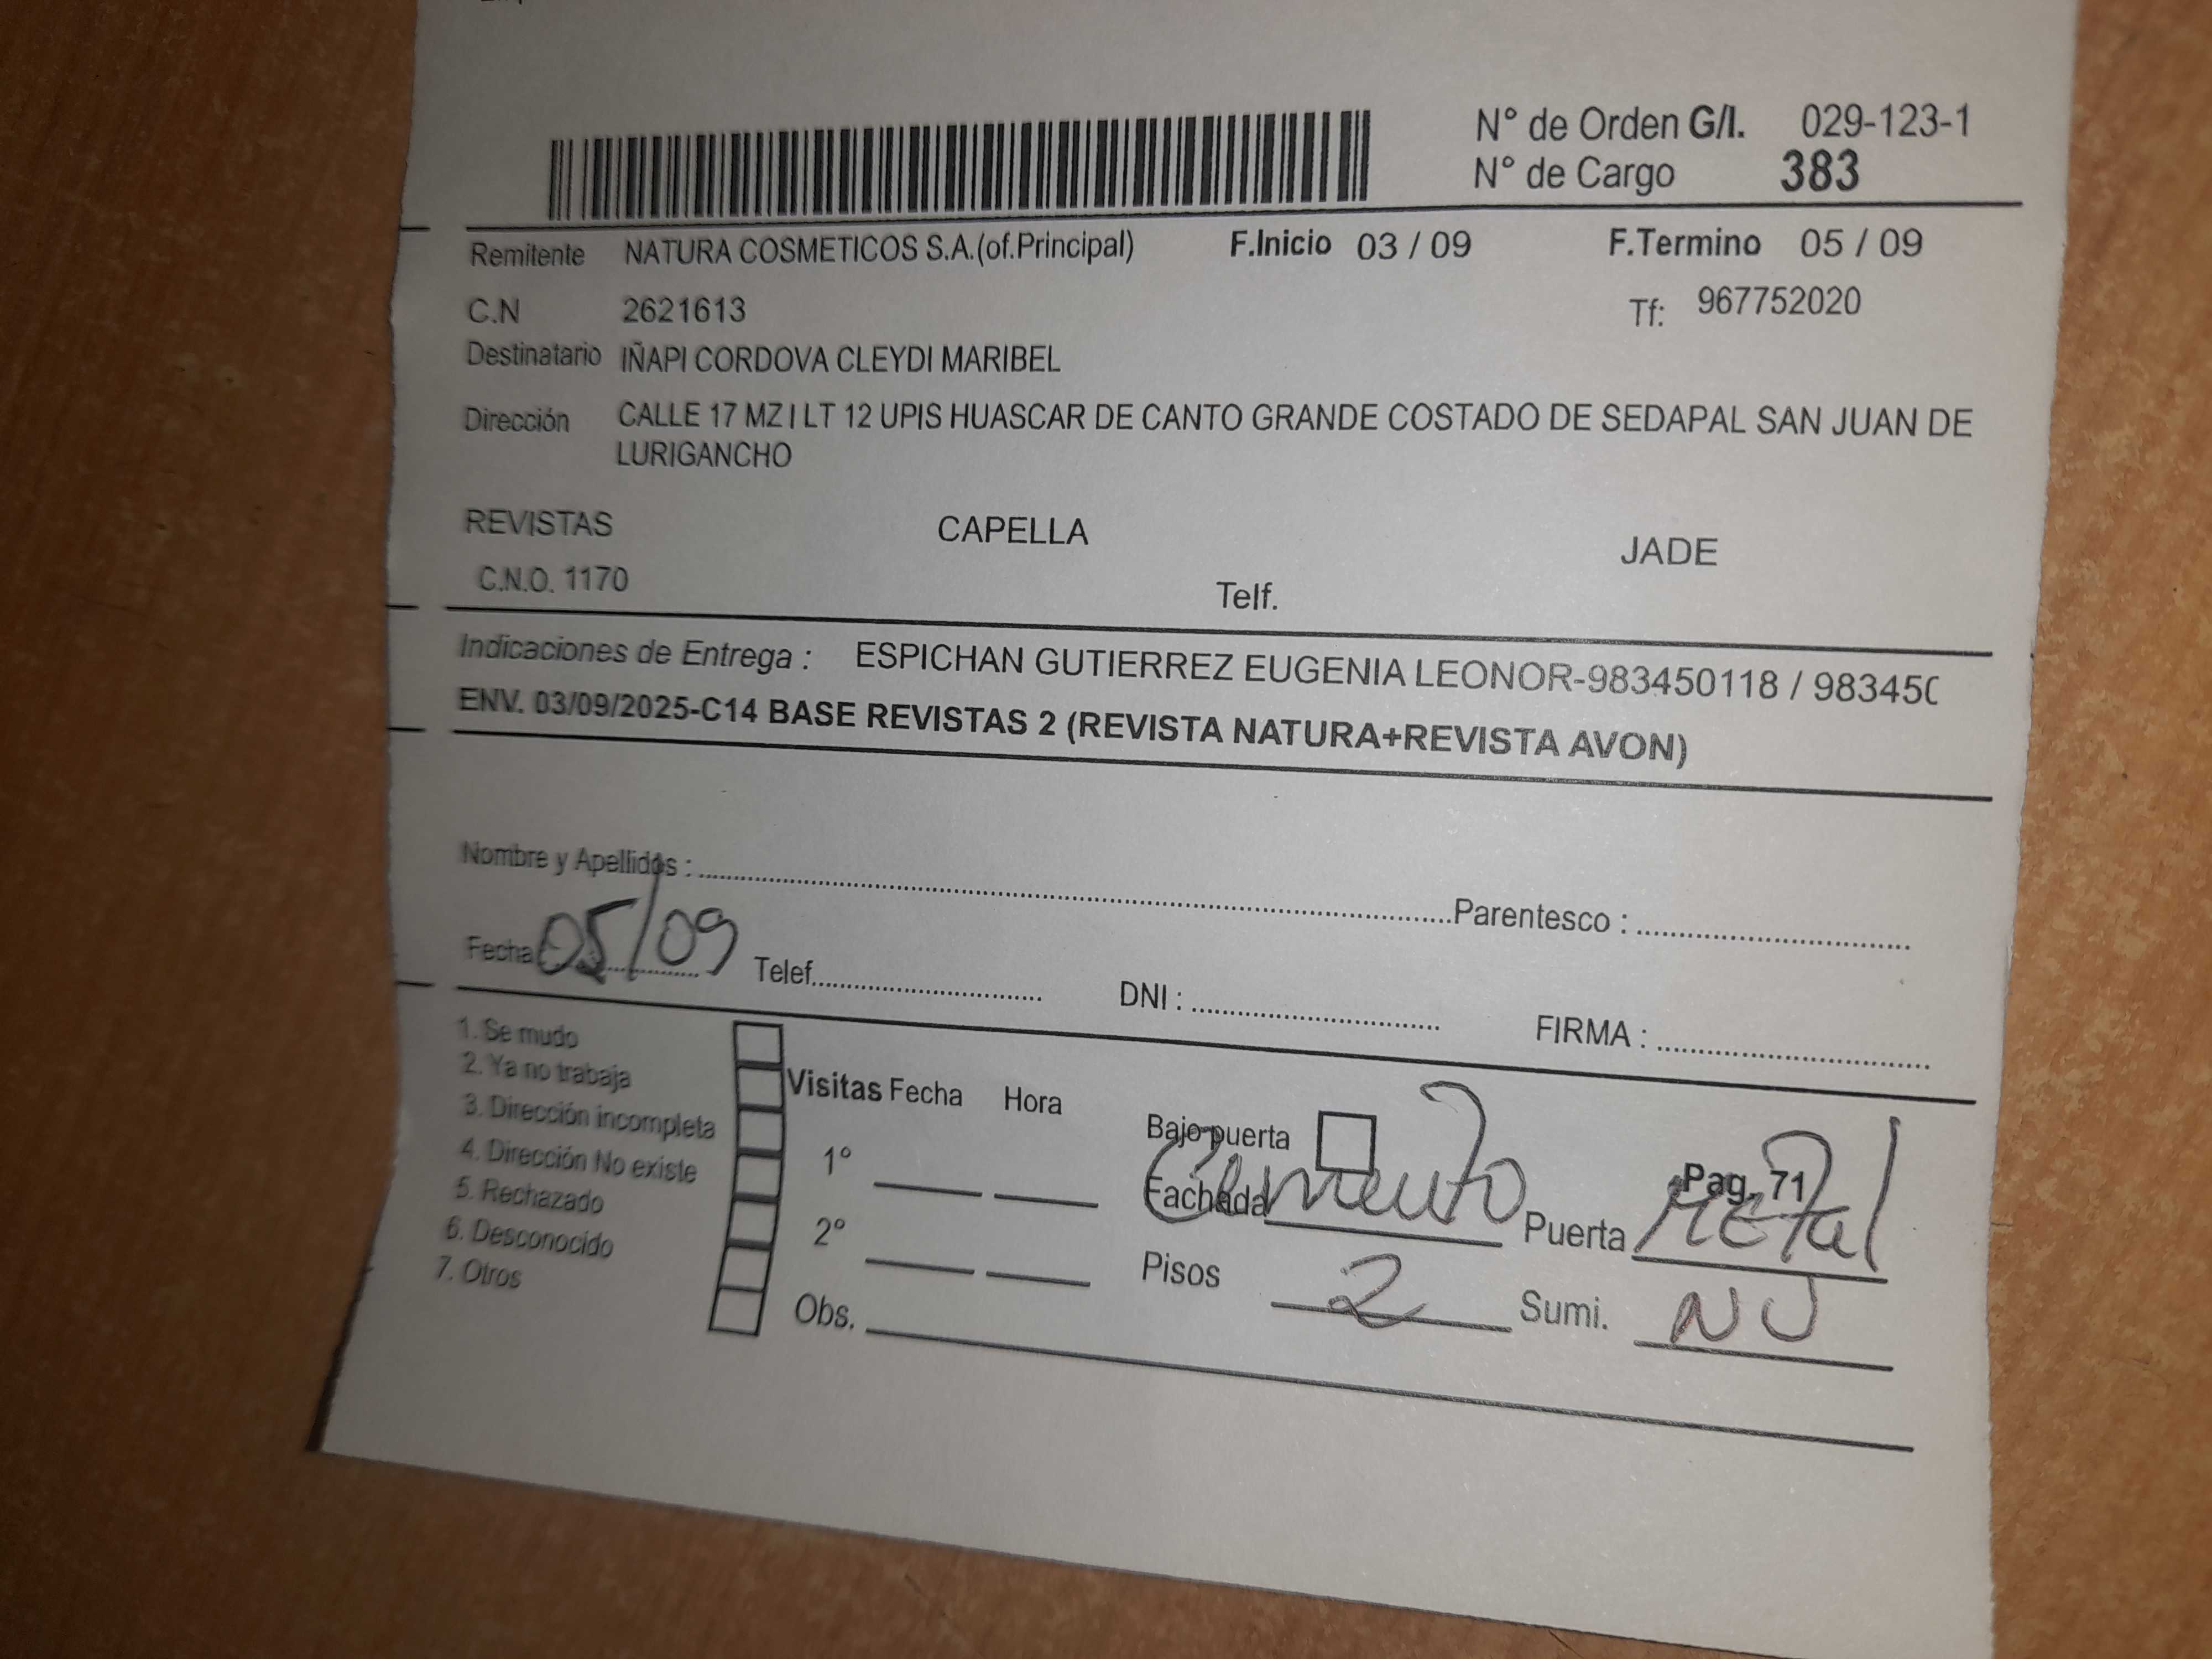 N° de Orden G/I. 029-123-1
N° de Cargo 383
Remitente NATURA COSMETICOS S.A.(of.Principal) F.Inicio 03 / 09 F.Termino 05 / 09
C.N 2621613 Tf: 967752020
Destinatario IÑAPI CORDOVA CLEYDI MARIBEL
Dirección CALLE 17 MZ I LT 12 UPIS HUASCAR DE CANTO GRANDE COSTADO DE SEDAPAL SAN JUAN DE
LURIGANCHO
REVISTAS CAPELLA JADE
C.N.O. 1170 Telf.
Indicaciones de Entrega : ESPICHAN GUTIERREZ EUGENIA LEONOR-983450118 / 98345
ENV. 03/09/2025-C14 BASE REVISTAS 2 (REVISTA NATURA+REVISTA AVON)
Nombre y Apellidos : Parentesco :
Fecha 05/09 Telef. DNI : FIRMA :
1. Se mudo
2. Ya no trabaja
3. Dirección incompleta
4. Dirección No existe
5. Rechazado
6. Desconocido
7. Otros
Visitas Fecha Hora
1°
2°
Obs.
Bajo puerta Pag. 71
Fachada Cemento Puerta Metal
Pisos 2 Sumi. NO